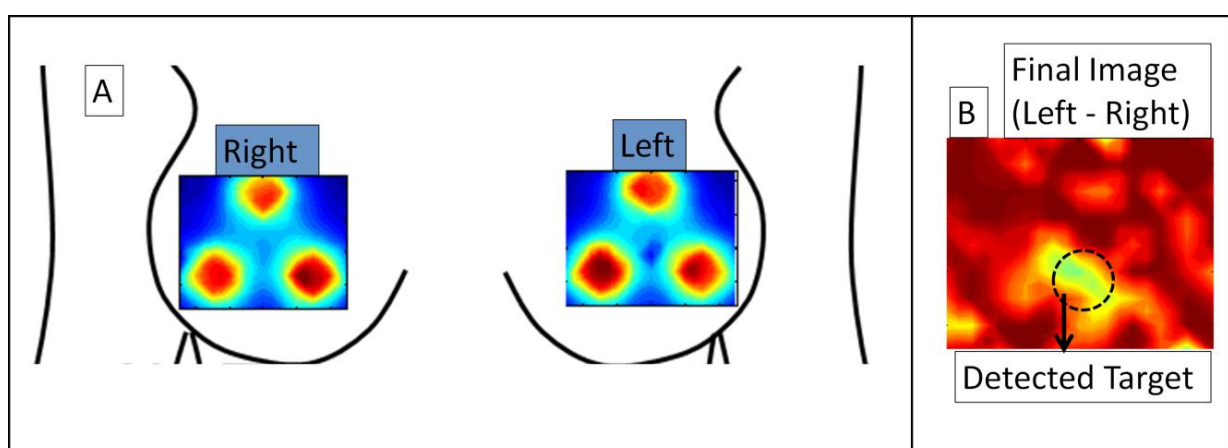 A
Right
Left
B
Final Image
(Left - Right)
Detected Target